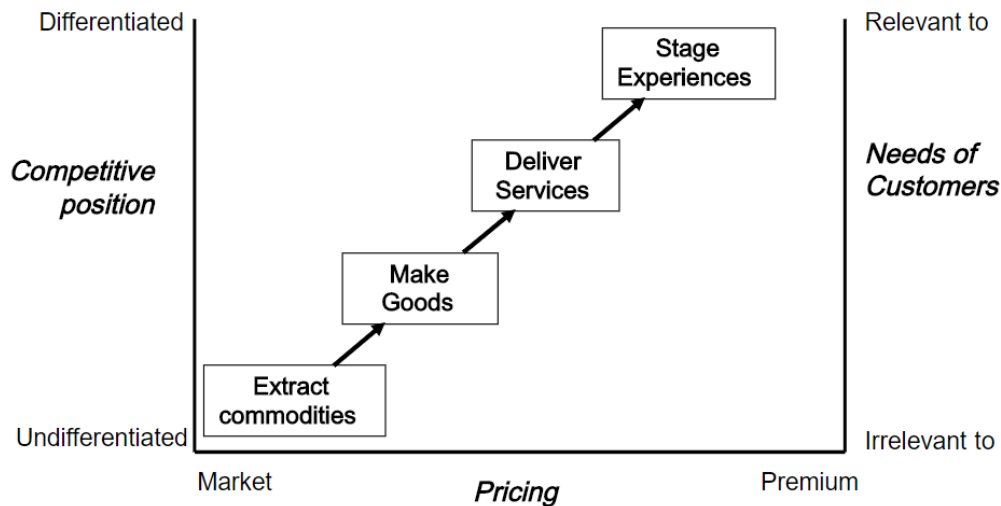 Differentiated
Relevant to
Stage
Experiences
Competitive
position
Deliver
Services
Needs of
Customers
Make
Goods
Extract
commodities
Undifferentiated
Irrelevant to
Market
Pricing
Premium